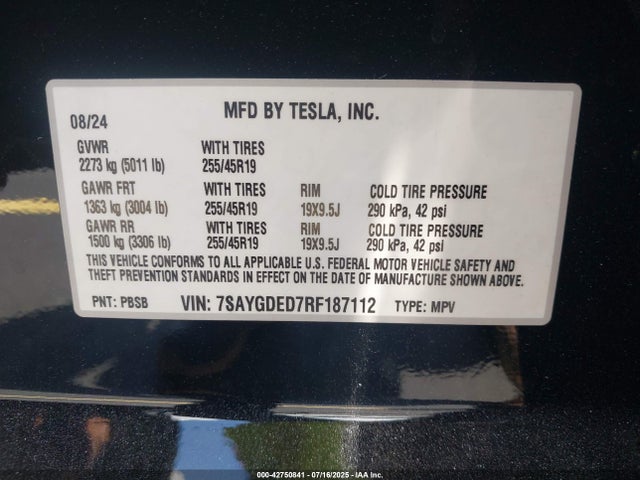 08/24 MFD BY TESLA, INC.
GVWR WITH TIRES
2273 kg (5011 lb) 255/45R19
GAWR FRT WITH TIRES RIM COLD TIRE PRESSURE
1363 kg (3004 lb) 255/45R19 19X9.5J 290 kPa, 42 psi
GAWR RR WITH TIRES RIM COLD TIRE PRESSURE
1500 kg (3306 lb) 255/45R19 19X9.5J 290 kPa, 42 psi
THIS VEHICLE CONFORMS TO ALL APPLICABLE U.S. FEDERAL MOTOR VEHICLE SAFETY AND
THEFT PREVENTION STANDARDS IN EFFECT ON THE DATE OF MANUFACTURE SHOWN ABOVE.
PNT: PBSB VIN: 7SAYGDED7RF187112 TYPE: MPV
000-42750841 - 07/16/2025 - IAA Inc.